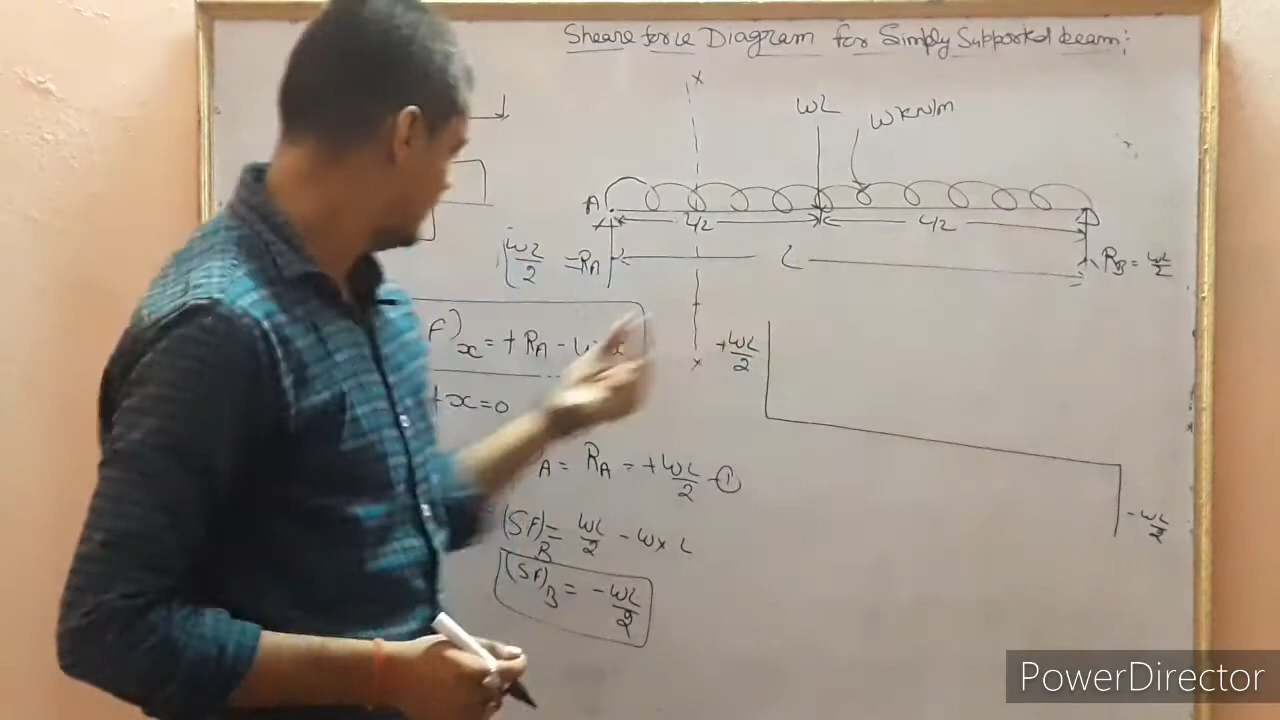 Sheare force Diagram for Simply Supported beam:
x
WL
W KN/m
A
L/2 L/2
WL/2 = RA
L
RB = WL/2
F)x = + RA - W x x
+WL/2
x
x=0
A = RA = + WL/2 - ①
(SF)B = WL/2 - W x L
-WL/2
(SF)B = - WL/2
PowerDirector